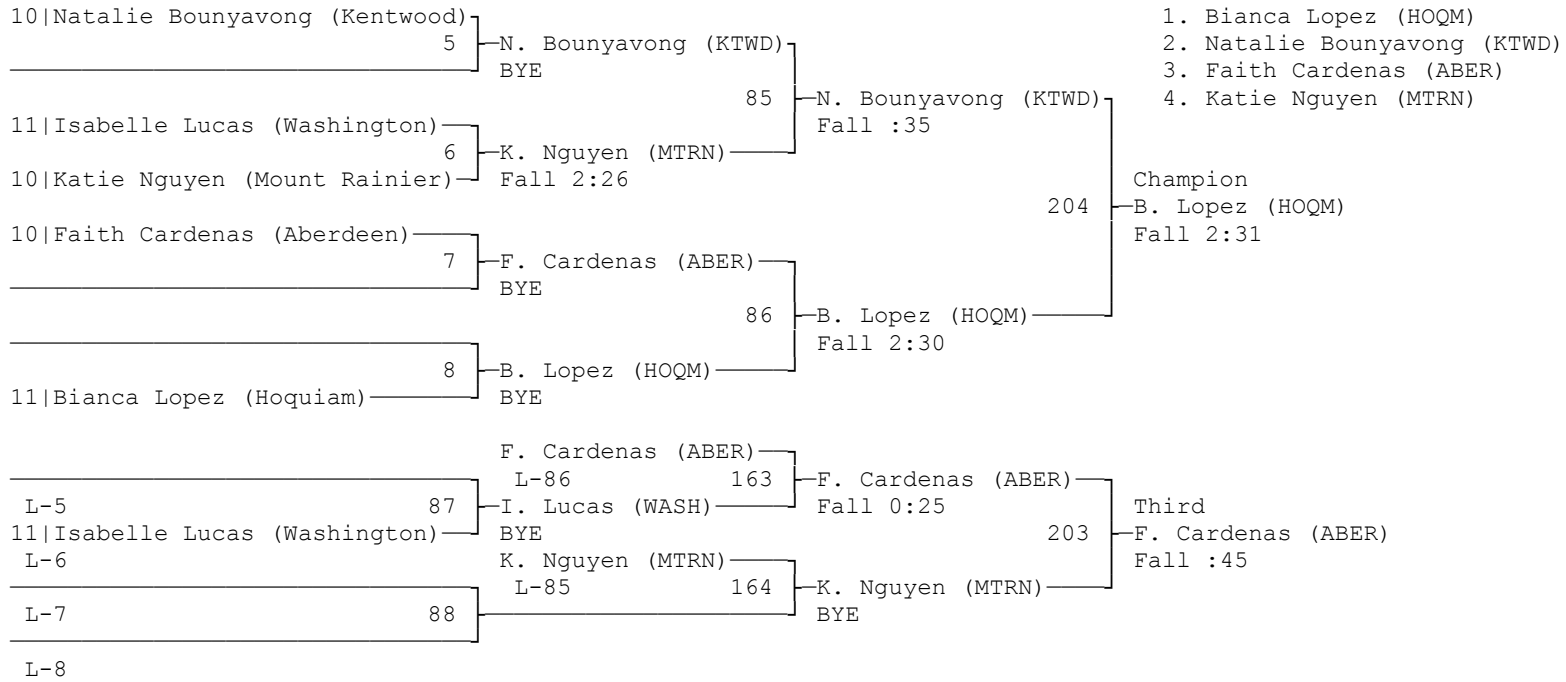 10|Natalie Bounyavong (Kentwood) 1. Bianca Lopez (HOQM)
5 N. Bounyavong (KTWD) 2. Natalie Bounyavong (KTWD)
BYE 3. Faith Cardenas (ABER)
85 N. Bounyavong (KTWD) 4. Katie Nguyen (MTRN)
11|Isabelle Lucas (Washington) Fall :35
6 K. Nguyen (MTRN)
10|Katie Nguyen (Mount Rainier) Fall 2:26 Champion
204 B. Lopez (HOQM)
10|Faith Cardenas (Aberdeen) Fall 2:31
7 F. Cardenas (ABER)
BYE
86 B. Lopez (HOQM)
Fall 2:30
8 B. Lopez (HOQM)
11|Bianca Lopez (Hoquiam) BYE
F. Cardenas (ABER)
L-86 163 F. Cardenas (ABER)
L-5 87 I. Lucas (WASH) Fall 0:25 Third
11|Isabelle Lucas (Washington) BYE 203 F. Cardenas (ABER)
L-6 K. Nguyen (MTRN) Fall :45
L-85 164 K. Nguyen (MTRN)
L-7 88 BYE
L-8